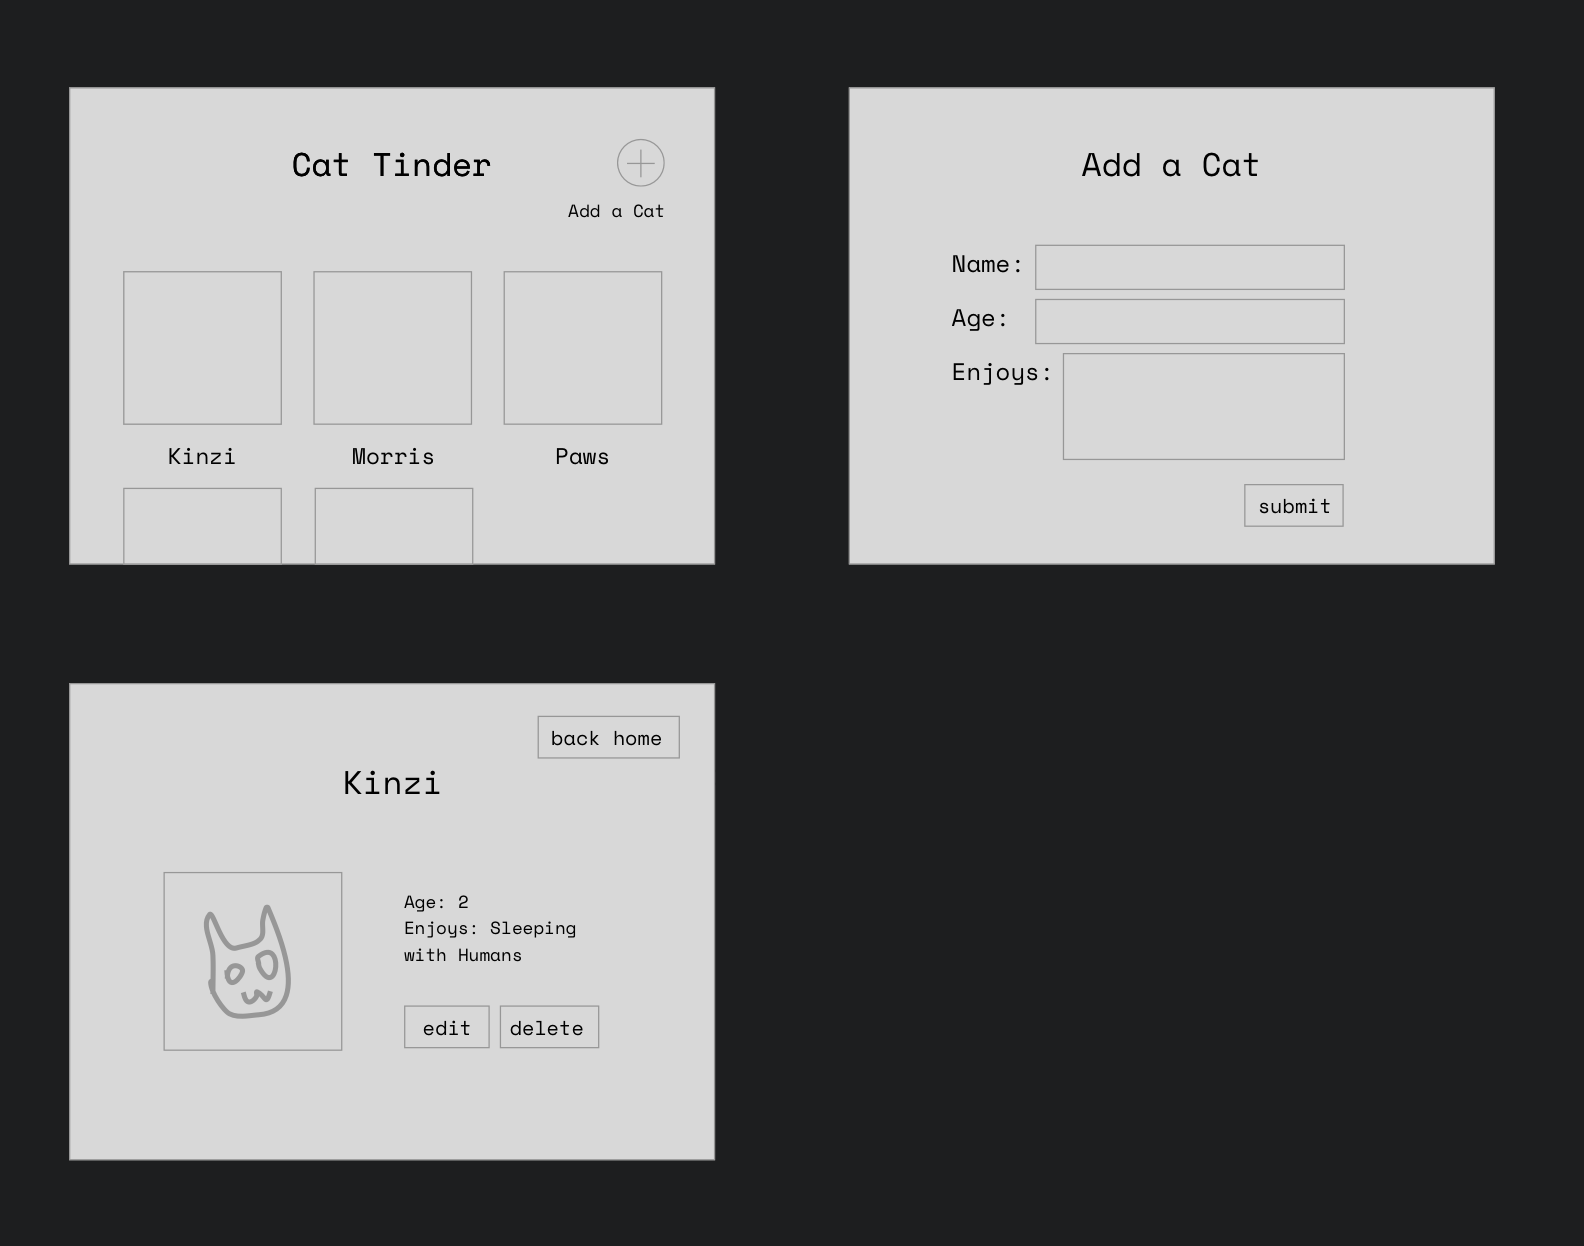 Cat Tinder
Add a Cat
Kinzi
Morris
Paws
Add a Cat
Name:
Age:
Enjoys:
submit
back home
Kinzi
Age: 2
Enjoys: Sleeping
with Humans
edit
delete